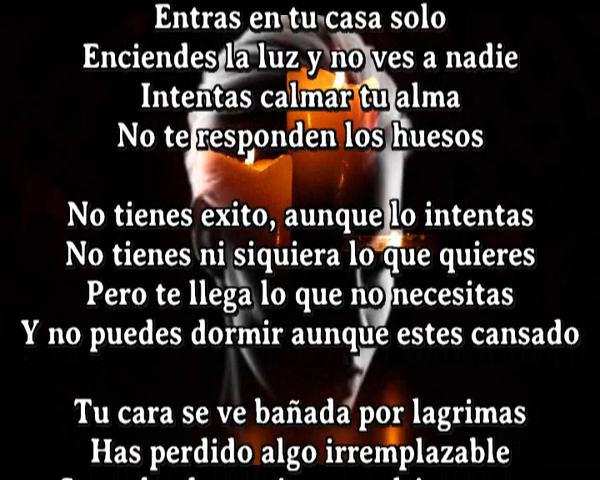 Entras en tu casa solo
Enciendes la luz y no ves a nadie
Intentas calmar tu alma
No te responden los huesos
No tienes exito, aunque lo intentas
No tienes ni siquiera lo que quieres
Pero te llega lo que no necesitas
Y no puedes dormir aunque estes cansado
Tu cara se ve bañada por lagrimas
Has perdido algo irremplazable